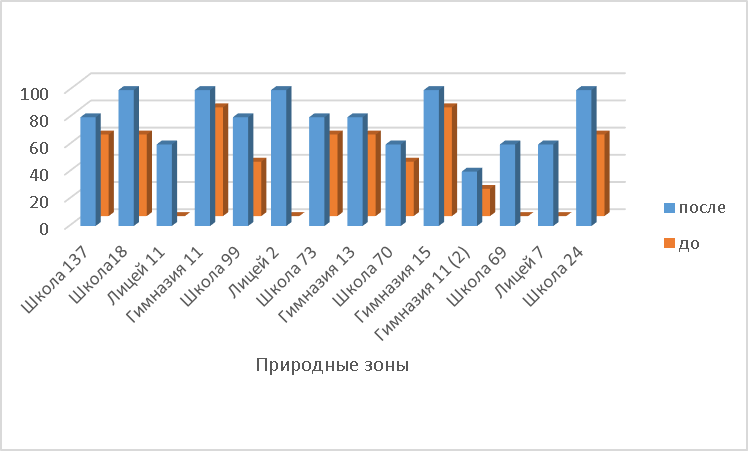 100
80
60
40
20
0
Школа 137
Школа18
Лицей 11
Гимназия 11
Школа 99
Лицей 2
Школа 73
Гимназия 13
Школа 70
Гимназия 15
Гимназия 11 (2)
Школа 69
Лицей 7
Школа 24
после
до
Природные зоны